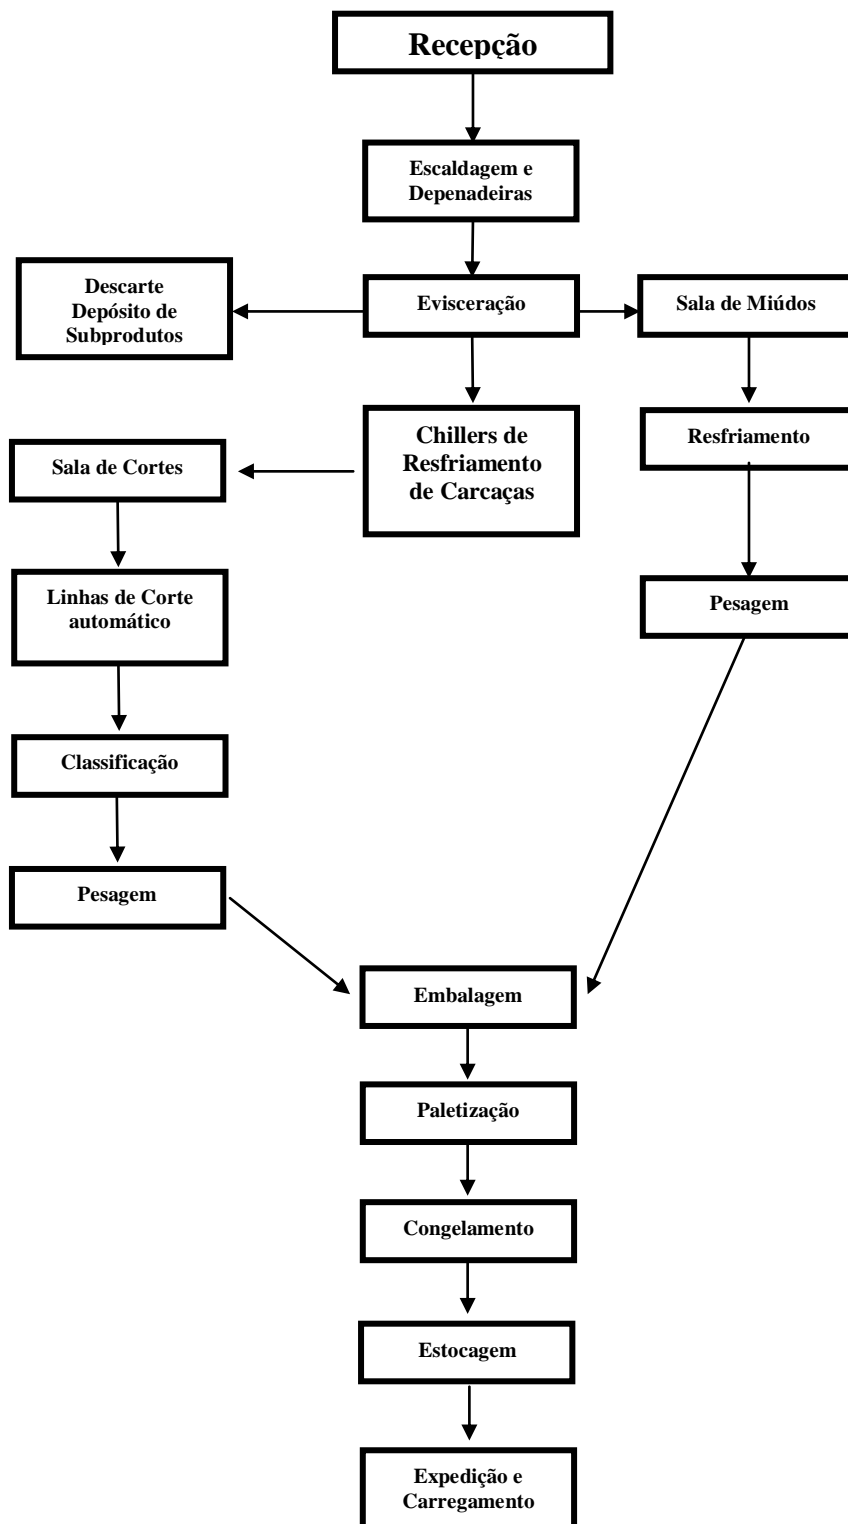 Recepção
Escaldagem e
Depenadeiras
Descarte
Depósito de
Subprodutos
Evisceração
Sala de Miúdos
Chillers de
Resfriamento
de Carcaças
Resfriamento
Sala de Cortes
Linhas de Corte
automático
Pesagem
Classificação
Pesagem
Embalagem
Paletização
Congelamento
Estocagem
Expedição e
Carregamento